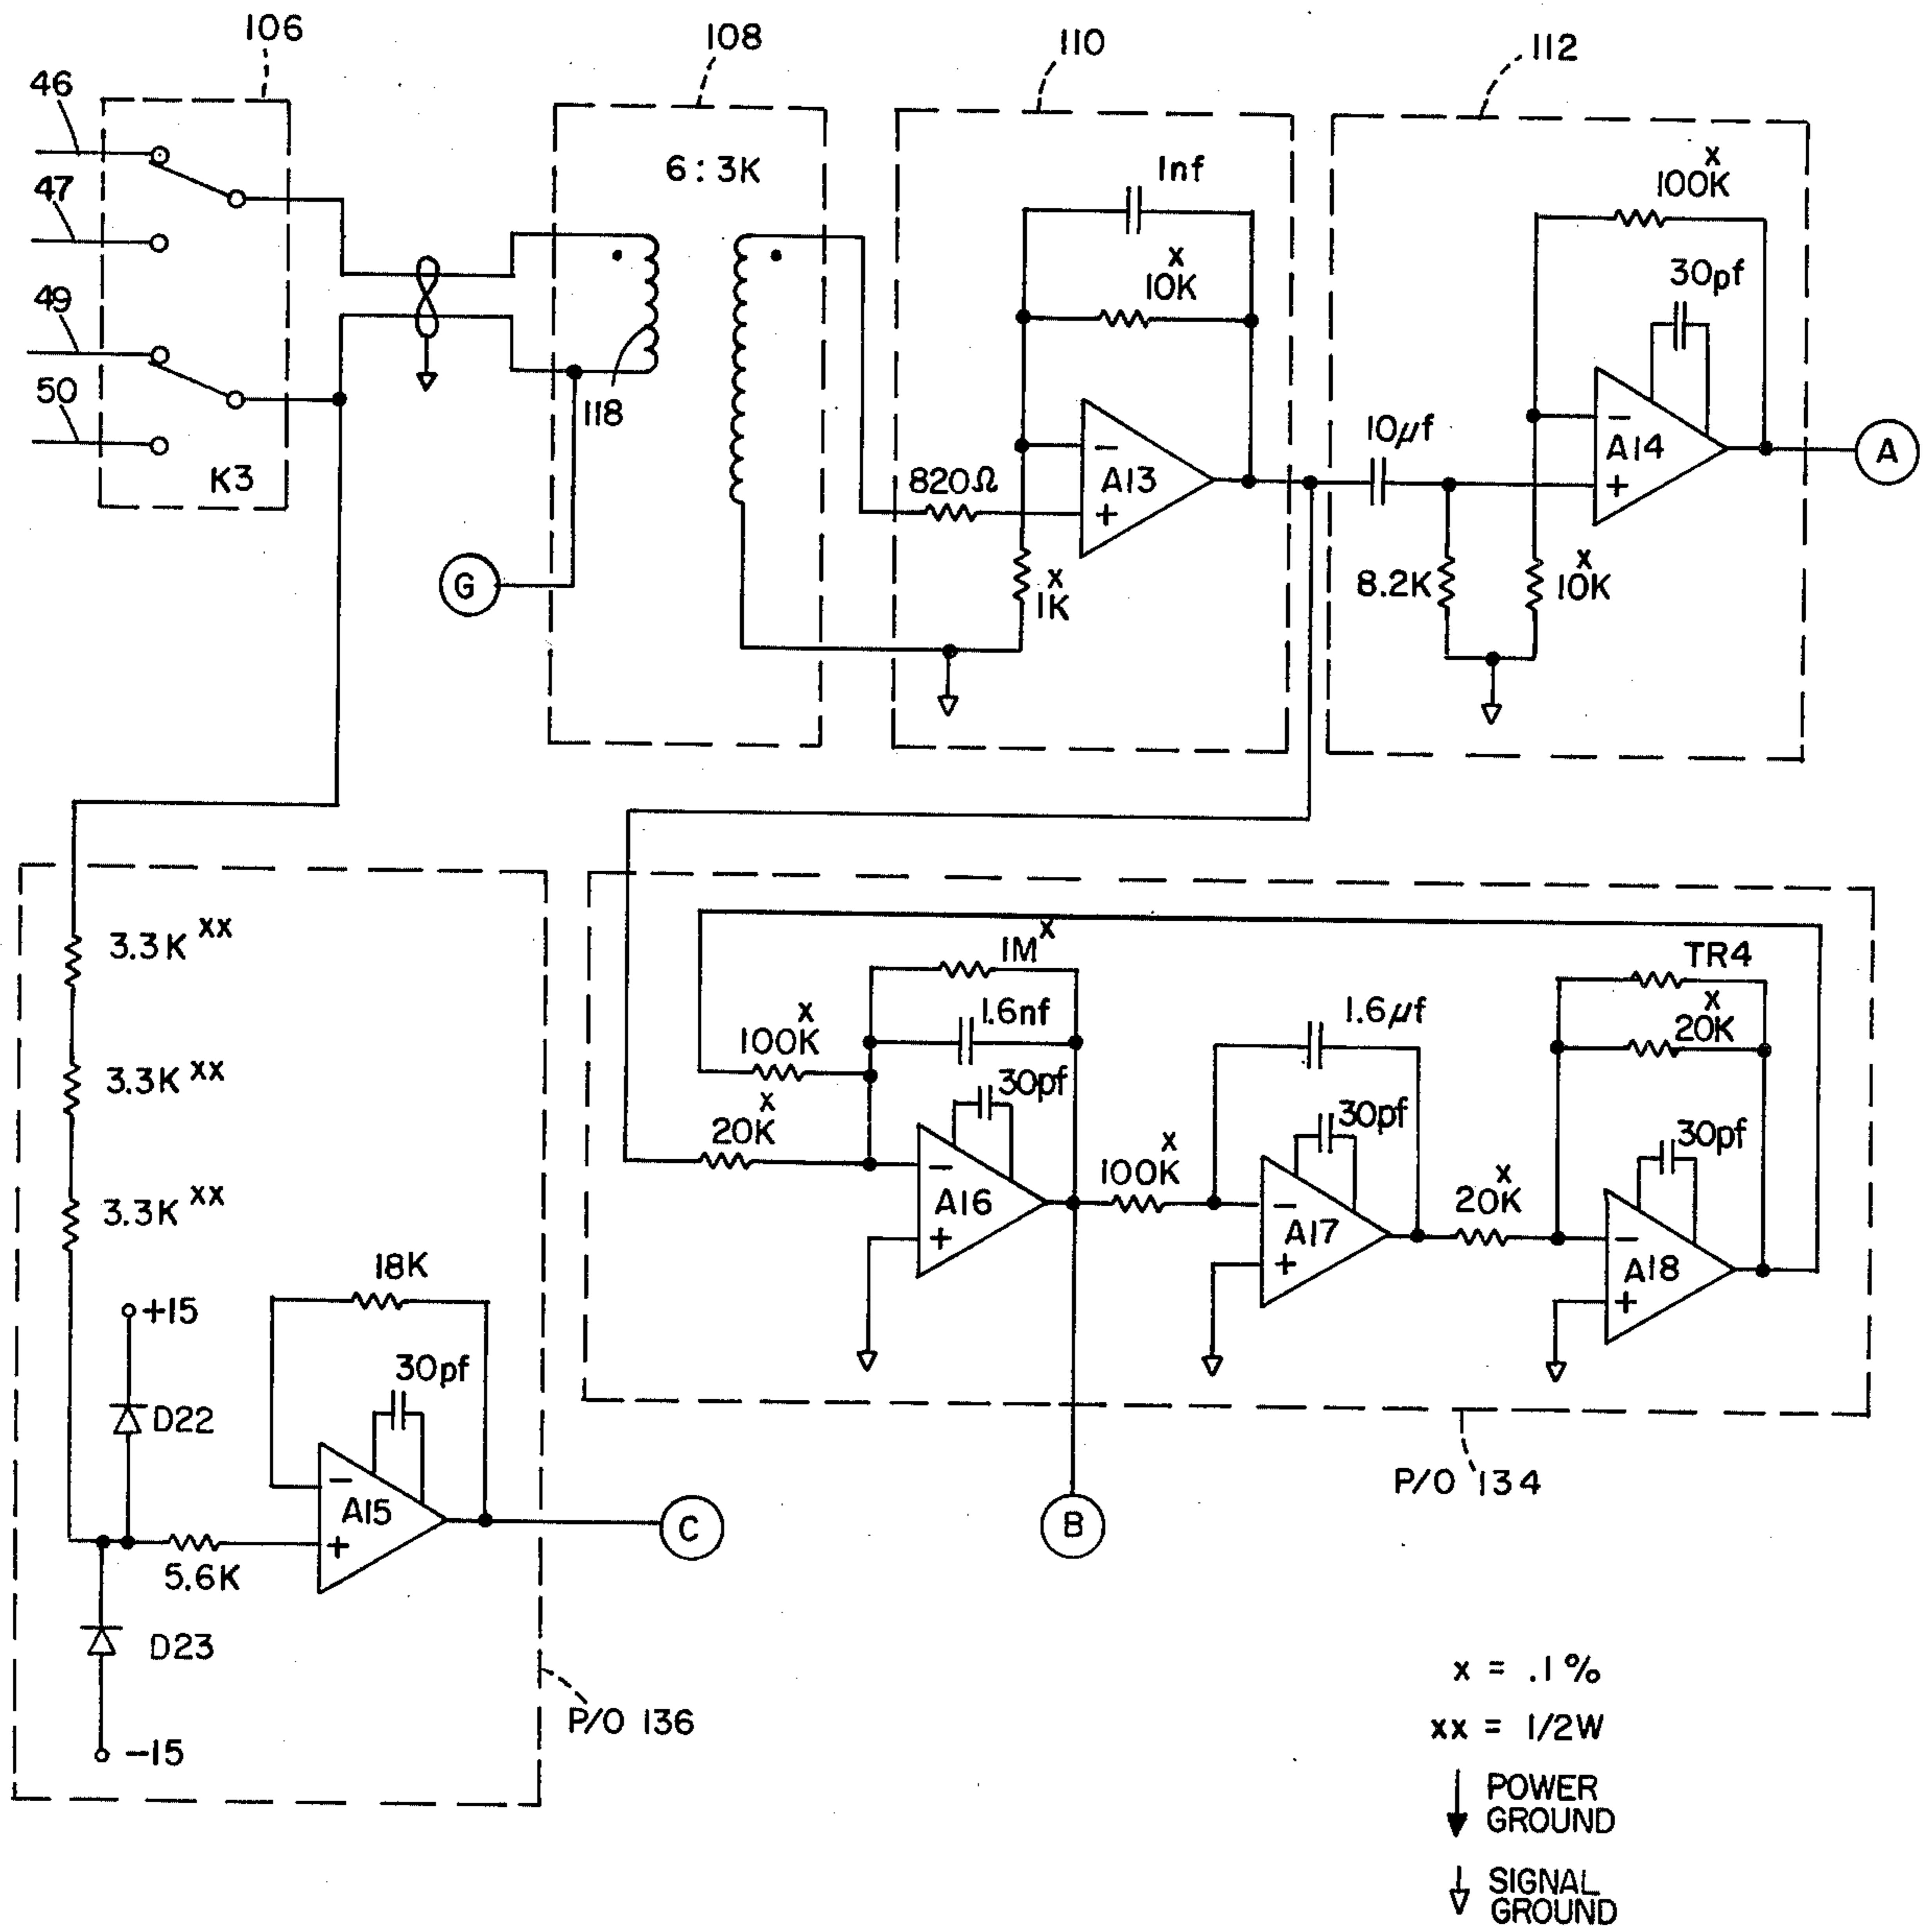 106
108
110
112
46
47
49
50
K3
6 : 3K
118
G
1nf
x
10K
820Ω
-
A13
+
x
1K
x
100K
30pf
10µf
-
A14
+
A
8.2K
x
10K
3.3K xx
3.3K xx
3.3K xx
18K
+15
30pf
D22
-
A15
+
C
5.6K
D23
-15
P/O 136
1M x
x
100K
1.6nf
30pf
x
20K
-
A16
+
B
x
100K
1.6µf
30pf
-
A17
+
x
20K
TR4
x
20K
30pf
-
A18
+
P/O 134
x = .1%
xx = 1/2W
POWER
GROUND
SIGNAL
GROUND